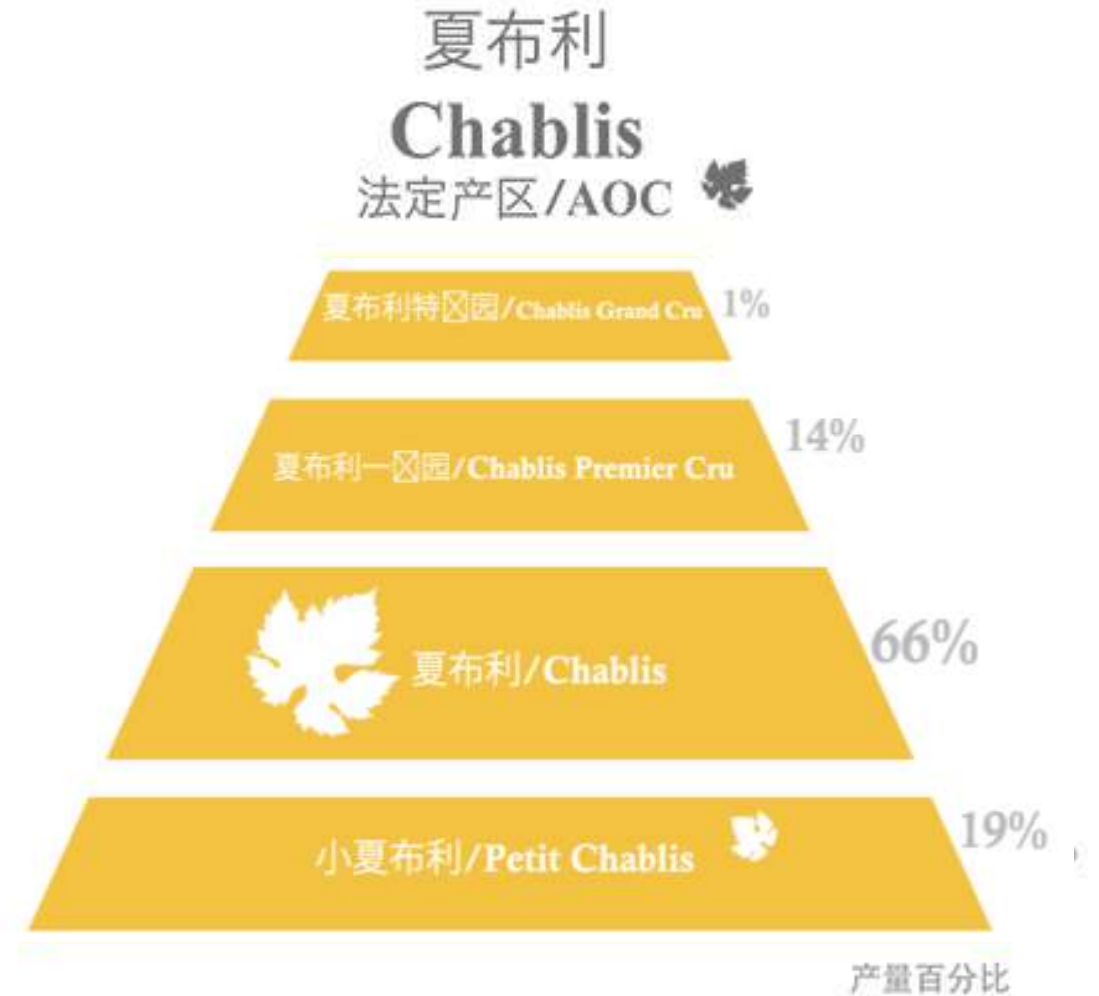 夏布利
Chablis
法定产区/AOC
夏布利特☒园/Chablis Grand Cru 1%
夏布利一☒园/Chablis Premier Cru 14%
夏布利/Chablis 66%
小夏布利/Petit Chablis 19%
产量百分比